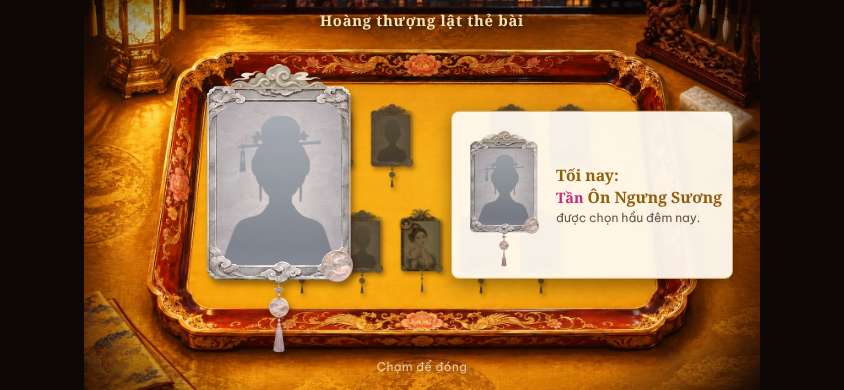 Hoàng thượng lật thẻ bài
Tối nay:
Tần Ôn Ngưng Sương
được chọn hầu đêm nay.
Chạm để đóng